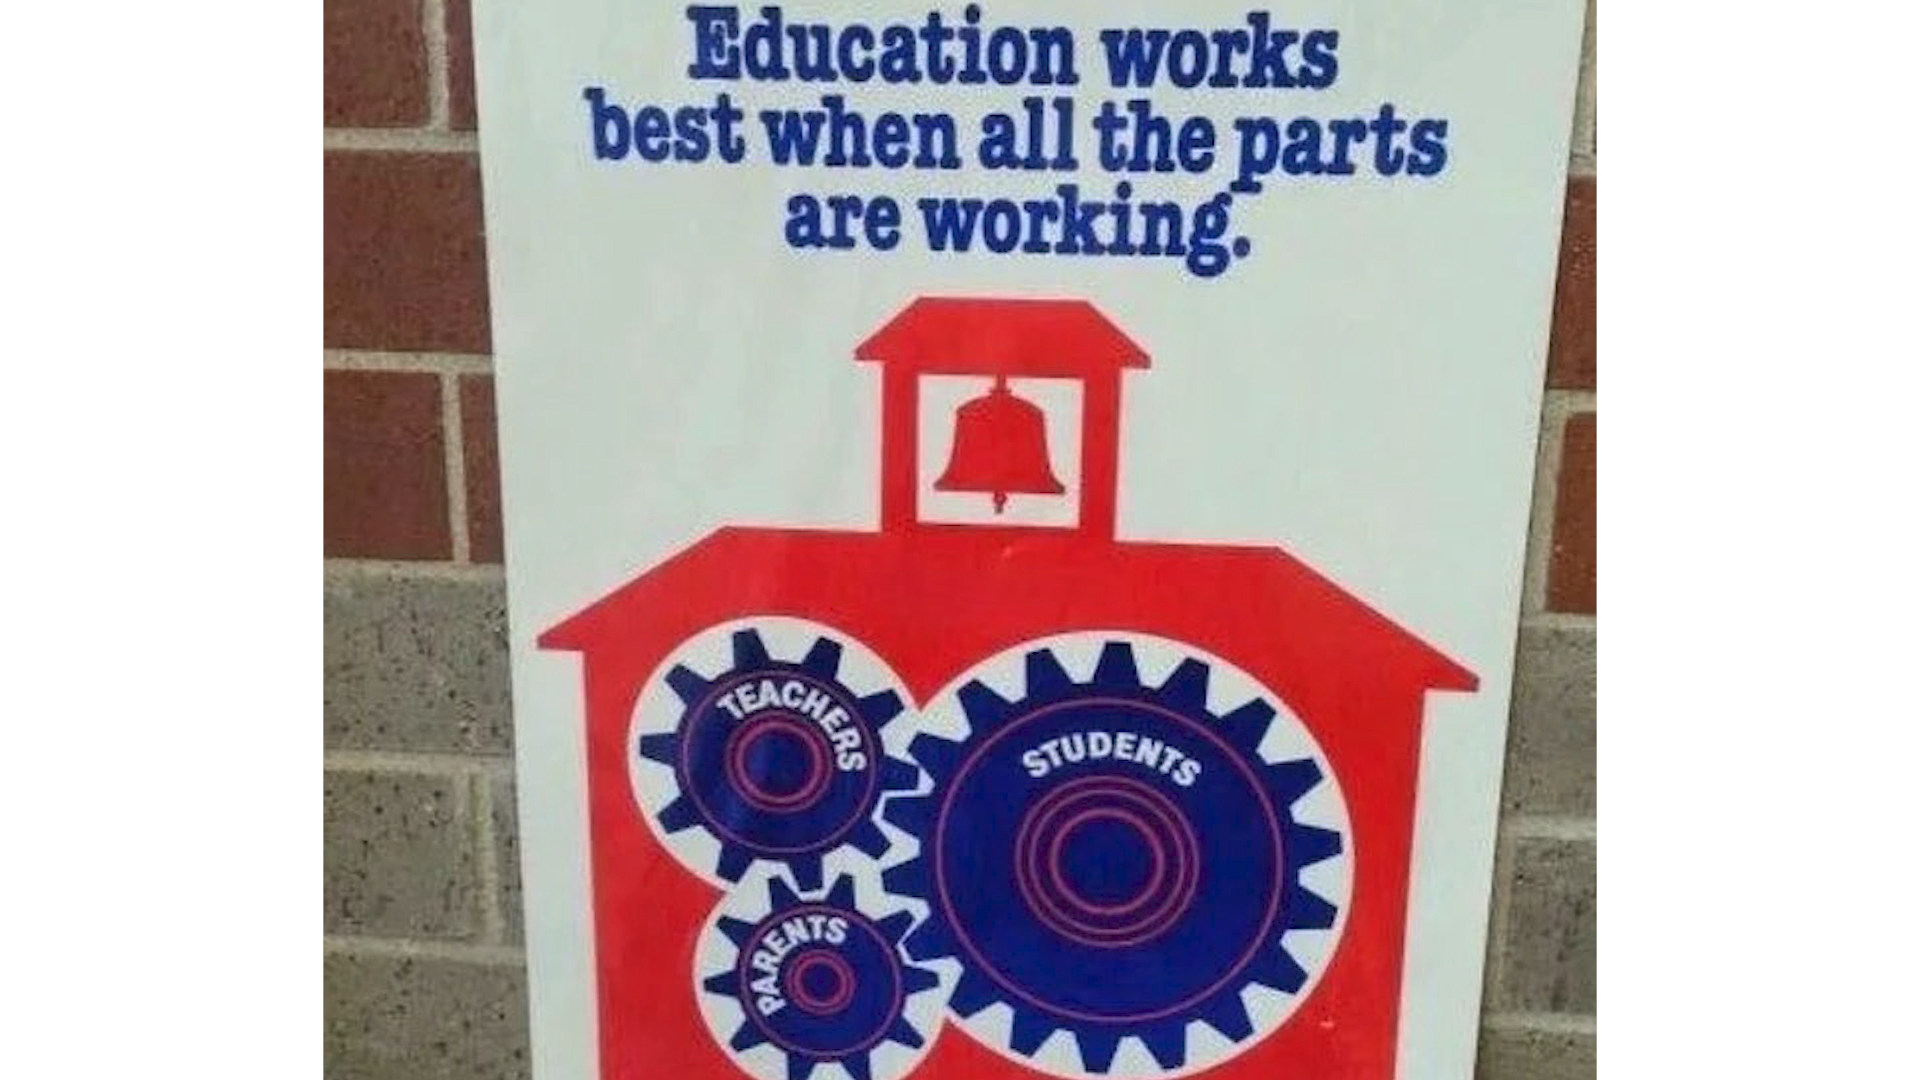 Education works
best when all the parts
are working.
TEACHERS
STUDENTS
PARENTS